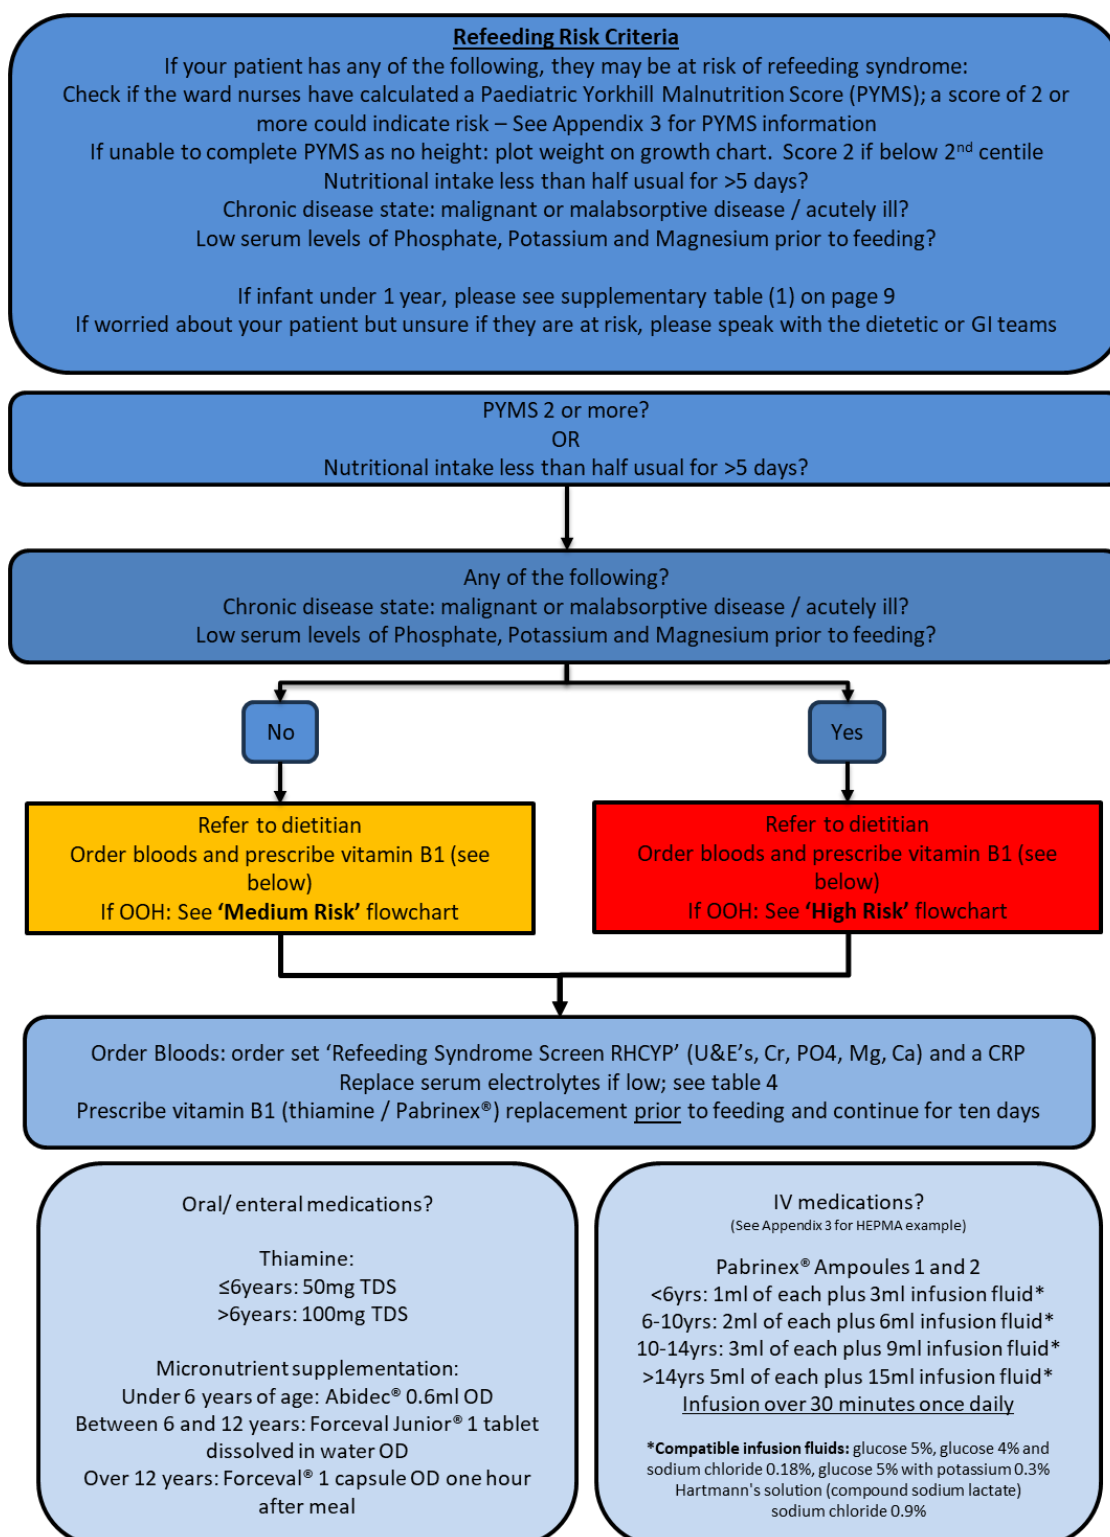 Refeeding Risk Criteria
If your patient has any of the following, they may be at risk of refeeding syndrome:
Check if the ward nurses have calculated a Paediatric Yorkhill Malnutrition Score (PYMS); a score of 2 or
more could indicate risk – See Appendix 3 for PYMS information
If unable to complete PYMS as no height: plot weight on growth chart.  Score 2 if below 2nd centile
Nutritional intake less than half usual for >5 days?
Chronic disease state: malignant or malabsorptive disease / acutely ill?
Low serum levels of Phosphate, Potassium and Magnesium prior to feeding?
If infant under 1 year, please see supplementary table (1) on page 9
If worried about your patient but unsure if they are at risk, please speak with the dietetic or GI teams
PYMS 2 or more?
OR
Nutritional intake less than half usual for >5 days?
Any of the following?
Chronic disease state: malignant or malabsorptive disease / acutely ill?
Low serum levels of Phosphate, Potassium and Magnesium prior to feeding?
No
Yes
Refer to dietitian
Order bloods and prescribe vitamin B1 (see
below)
If OOH: See ‘Medium Risk’ flowchart
Refer to dietitian
Order bloods and prescribe vitamin B1 (see
below)
If OOH: See ‘High Risk’ flowchart
Order Bloods: order set ‘Refeeding Syndrome Screen RHCYP’ (U&E’s, Cr, PO4, Mg, Ca) and a CRP
Replace serum electrolytes if low; see table 4
Prescribe vitamin B1 (thiamine / Pabrinex®) replacement prior to feeding and continue for ten days
Oral/ enteral medications?
Thiamine:
≤6years: 50mg TDS
>6years: 100mg TDS
Micronutrient supplementation:
Under 6 years of age: Abidec® 0.6ml OD
Between 6 and 12 years: Forceval Junior® 1 tablet
dissolved in water OD
Over 12 years: Forceval® 1 capsule OD one hour
after meal
IV medications?
(See Appendix 3 for HEPMA example)
Pabrinex® Ampoules 1 and 2
<6yrs: 1ml of each plus 3ml infusion fluid*
6-10yrs: 2ml of each plus 6ml infusion fluid*
10-14yrs: 3ml of each plus 9ml infusion fluid*
>14yrs 5ml of each plus 15ml infusion fluid*
Infusion over 30 minutes once daily
*Compatible infusion fluids: glucose 5%, glucose 4% and
sodium chloride 0.18%, glucose 5% with potassium 0.3%
Hartmann's solution (compound sodium lactate)
sodium chloride 0.9%